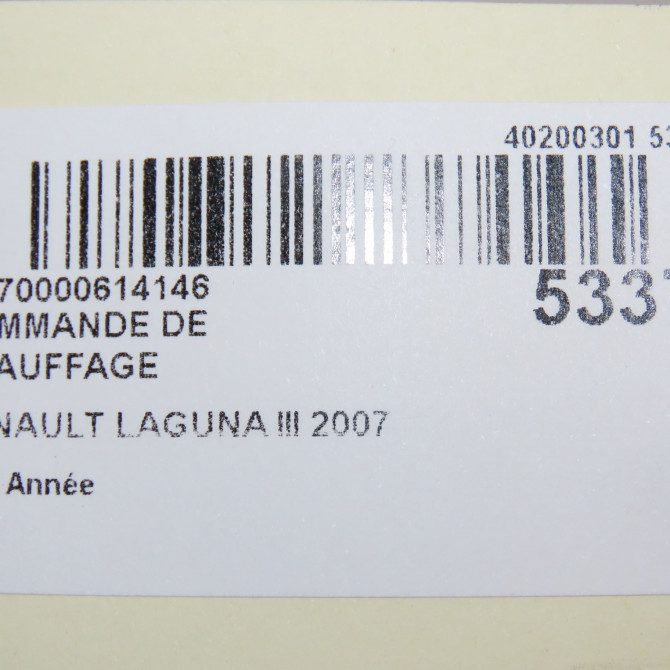 40200301 53
70000614146
533
MMANDE DE
AUFFAGE
NAULT LAGUNA III 2007
Année